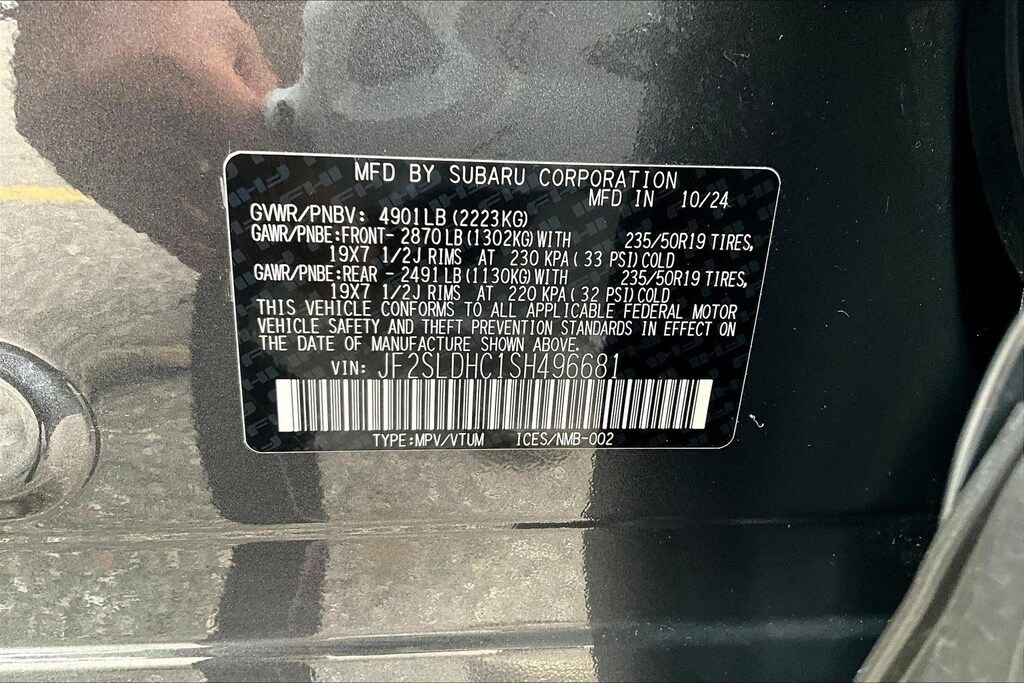 MFD BY SUBARU CORPORATION
MFD IN 10/24
GVWR/PNBV: 4901LB(2223KG)
GAWR/PNBE:FRONT- 2870LB(1302KG)WITH 235/50R19 TIRES,
19X7 1/2J RIMS AT 230 KPA( 33 PSI)COLD
GAWR/PNBE:REAR - 2491LB(1130KG)WITH 235/50R19 TIRES,
19X7 1/2J RIMS AT 220 KPA( 32 PSI)COLD
THIS VEHICLE CONFORMS TO ALL APPLICABLE FEDERAL MOTOR
VEHICLE SAFETY AND THEFT PREVENTION STANDARDS IN EFFECT ON
THE DATE OF MANUFACTURE SHOWN ABOVE.
VIN: JF2SLDHC1SH496681
TYPE:MPV/VTUM ICES/NMB-002